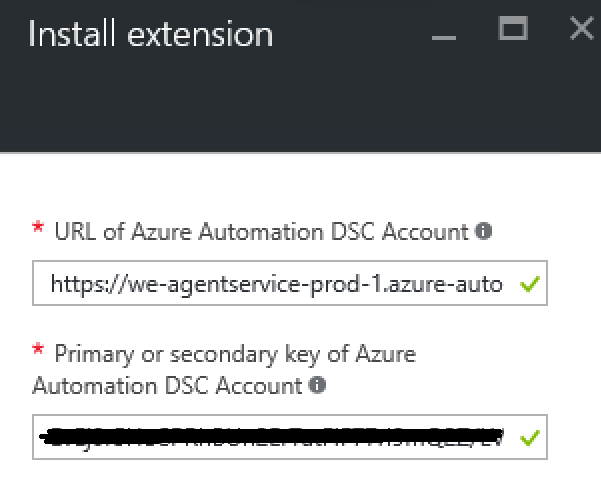 Install extension
* URL of Azure Automation DSC Account
https://we-agentservice-prod-1.azure-auto
* Primary or secondary key of Azure
Automation DSC Account